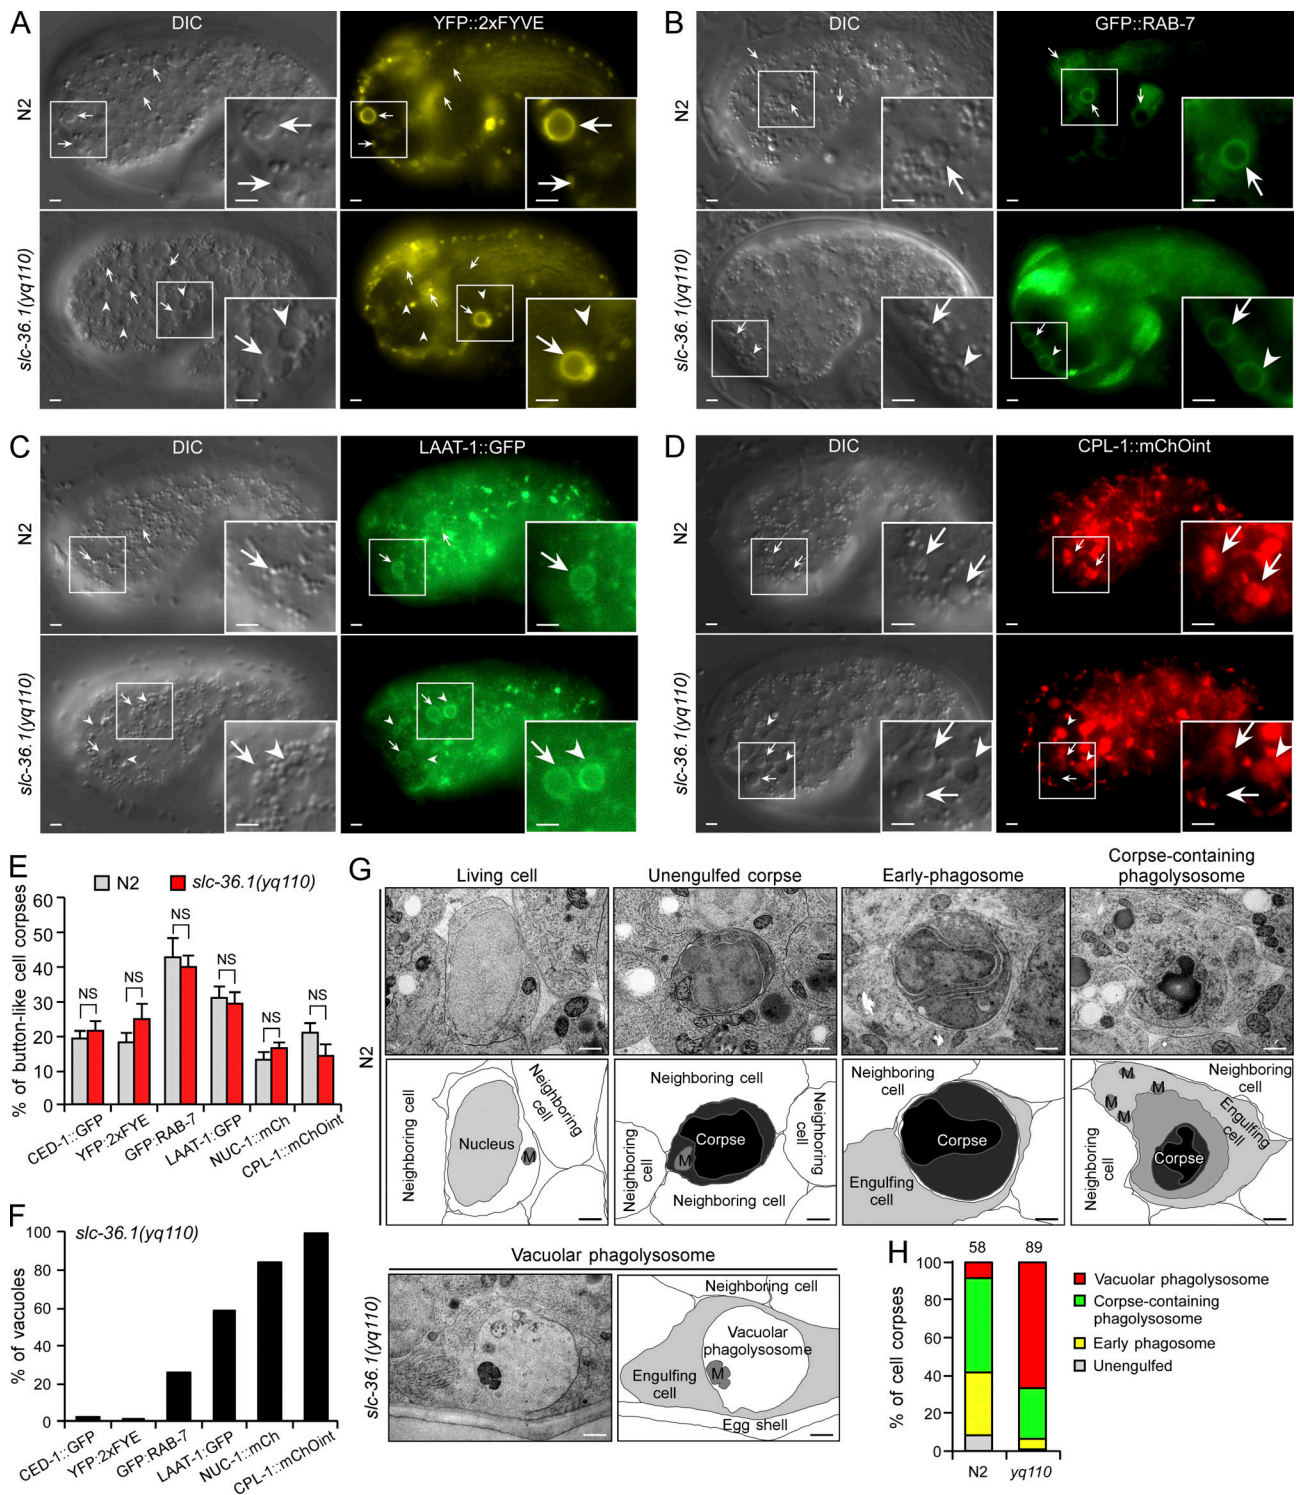 A
DIC
YFP::2xFYVE
N2
slc-36.1(yq110)
B
DIC
GFP::RAB-7
N2
slc-36.1(yq110)
C
DIC
LAAT-1::GFP
N2
slc-36.1(yq110)
D
DIC
CPL-1::mChOint
N2
slc-36.1(yq110)
E
N2
slc-36.1(yq110)
% of button-like cell corpses
60
50
40
30
20
10
0
NS
NS
NS
NS
NS
NS
CED-1::GFP
YFP:2xFYE
GFP:RAB-7
LAAT-1:GFP
NUC-1::mCh
CPL-1::mChOint
F
slc-36.1(yq110)
% of vacuoles
100
80
60
40
20
0
CED-1::GFP
YFP:2xFYE
GFP:RAB-7
LAAT-1:GFP
NUC-1::mCh
CPL-1::mChOint
G
Living cell
Unengulfed corpse
Early-phagosome
Corpse-containing
phagolysosome
N2
Neighboring cell
Nucleus
M
Neighboring
cell
Neighboring cell
Neighboring
cell
M
Corpse
Neighboring
cell
Neighboring cell
Neighboring
cell
Corpse
Engulfing
cell
M
M
M
M
Neighboring
cell
Engulfing
cell
Neighboring
cell
Corpse
Vacuolar phagolysosome
slc-36.1(yq110)
Neighboring cell
Vacuolar
phagolysosome
M
Engulfing
cell
Egg shell
H
58
89
% of cell corpses
100
80
60
40
20
0
N2
yq110
Vacuolar phagolysosome
Corpse-containing
phagolysosome
Early phagosome
Unengulfed